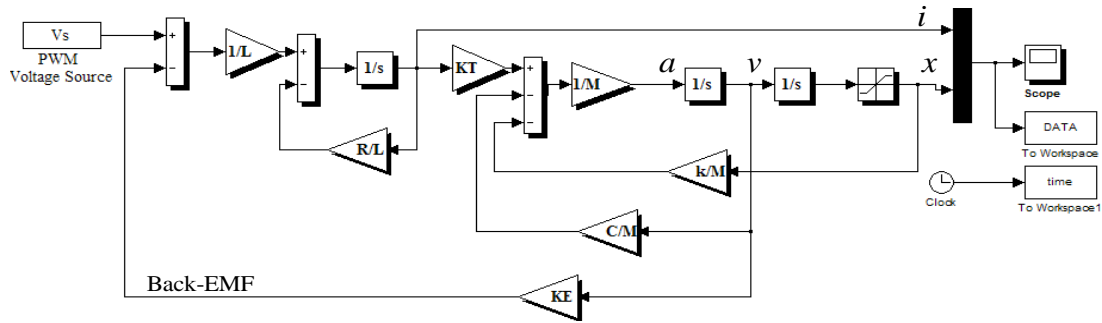 Vs
PWM
Voltage Source
+
−
1/L
+
−
1/s
R/L
KT
+
−
−
1/M
a
1/s
v
1/s
k/M
C/M
KE
Back-EMF
i
x
Scope
DATA
To Workspace
Clock
time
To Workspace1